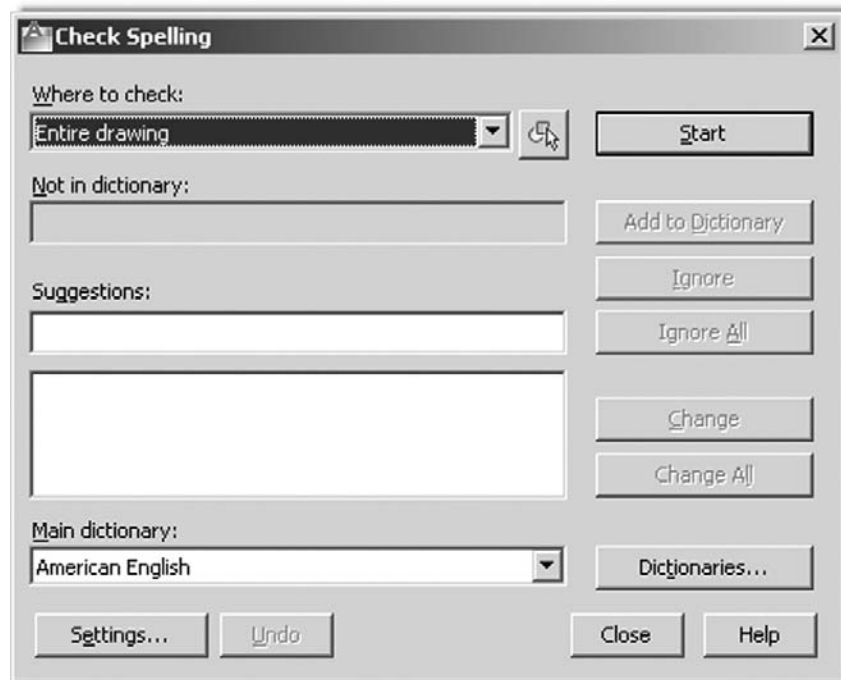 Check Spelling
Where to check:
Entire drawing
Start
Not in dictionary:
Add to Dictionary
Suggestions:
Ignore
Ignore All
Change
Change All
Main dictionary:
American English
Dictionaries...
Settings...
Undo
Close
Help